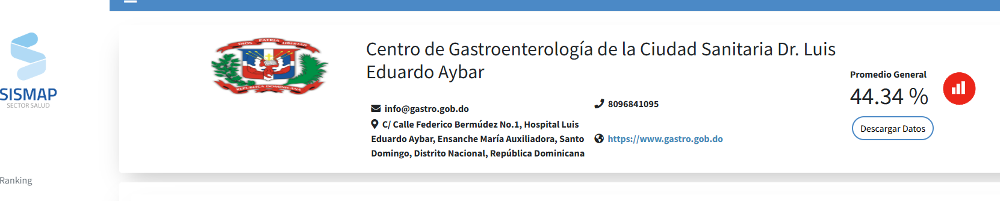 SISMAP
SECTOR SALUD
Ranking
DIOS PATRIA LIBERTAD
REPUBLICA DOMINICANA
Centro de Gastroenterología de la Ciudad Sanitaria Dr. Luis
Eduardo Aybar
info@gastro.gob.do
C/ Calle Federico Bermúdez No.1, Hospital Luis
Eduardo Aybar, Ensanche María Auxiliadora, Santo
Domingo, Distrito Nacional, República Dominicana
8096841095
https://www.gastro.gob.do
Promedio General
44.34 %
Descargar Datos